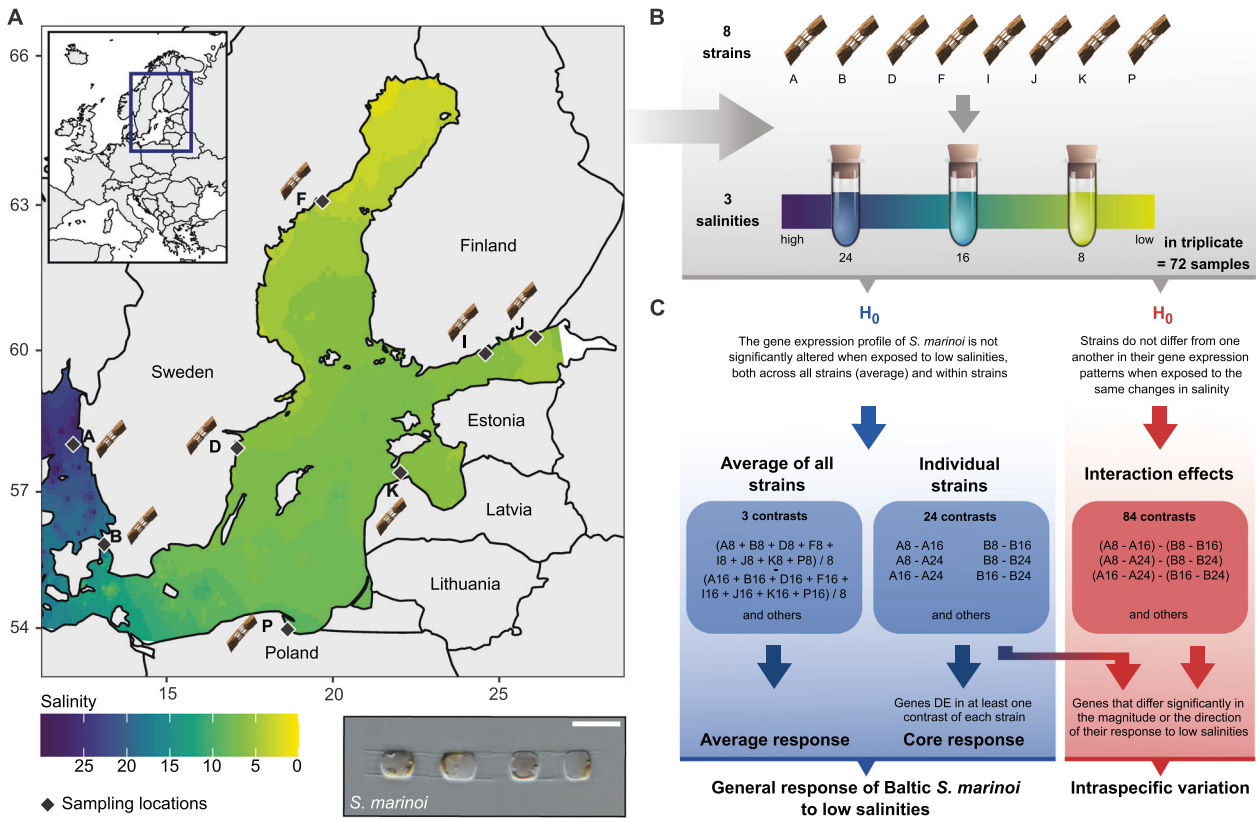 A
66
63
60
57
54
15
20
25
F
Finland
I
J
Sweden
A
D
Estonia
K
Latvia
B
Lithuania
P
Poland
Salinity
25 20 15 10 5 0
Sampling locations
S. marinoi
B
8
strains
A B D F I J K P
3
salinities
high
low
24 16 8
in triplicate
= 72 samples
C
H0
The gene expression profile of S. marinoi is not
significantly altered when exposed to low salinities,
both across all strains (average) and within strains
H0
Strains do not differ from one
another in their gene expression
patterns when exposed to the
same changes in salinity
Average of all
strains
3 contrasts
(A8 + B8 + D8 + F8 +
I8 + J8 + K8 + P8) / 8
-
(A16 + B16 + D16 + F16 +
I16 + J16 + K16 + P16) / 8
and others
Average response
Individual
strains
24 contrasts
A8 - A16 B8 - B16
A8 - A24 B8 - B24
A16 - A24 B16 - B24
and others
Genes DE in at least one
contrast of each strain
Core response
Interaction effects
84 contrasts
(A8 - A16) - (B8 - B16)
(A8 - A24) - (B8 - B24)
(A16 - A24) - (B16 - B24)
and others
Genes that differ significantly in
the magnitude or the direction
of their response to low salinities
General response of Baltic S. marinoi
to low salinities
Intraspecific variation